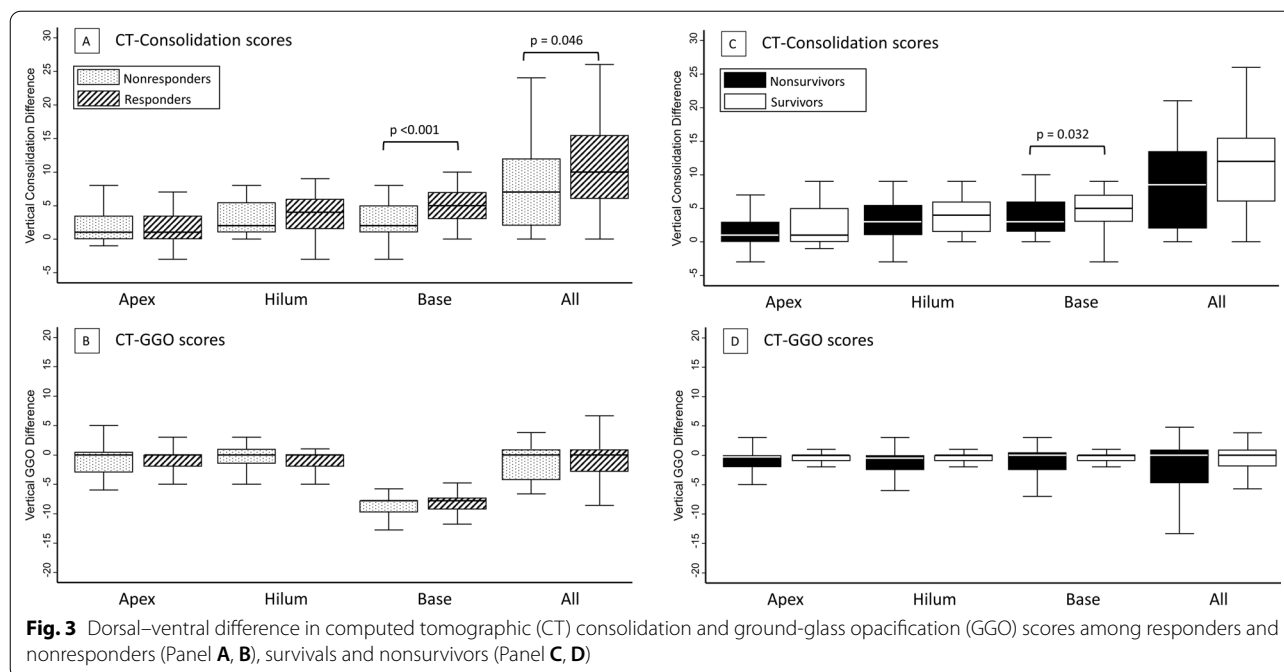 A CT-Consolidation scores
Nonresponders
Responders
p <0.001
p = 0.046
Vertical Consolidation Difference
30
25
20
15
10
5
0
-5
Apex Hilum Base All
C CT-Consolidation scores
Nonsurvivors
Survivors
p = 0.032
Vertical Consolidation Difference
30
25
20
15
10
5
0
-5
Apex Hilum Base All
B CT-GGO scores
Vertical GGO Difference
20
15
10
5
0
-5
-10
-15
-20
Apex Hilum Base All
D CT-GGO scores
Vertical GGO Difference
20
15
10
5
0
-5
-10
-15
-20
Apex Hilum Base All
Fig. 3 Dorsal–ventral difference in computed tomographic (CT) consolidation and ground-glass opacification (GGO) scores among responders and
nonresponders (Panel A, B), survivals and nonsurvivors (Panel C, D)